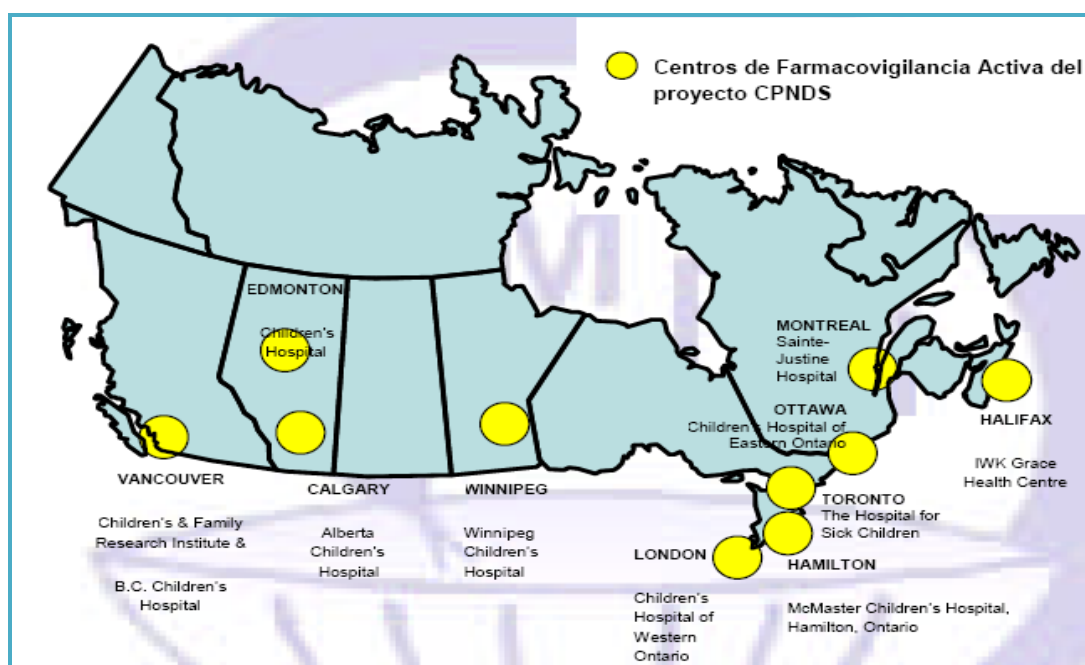 Centros de Farmacovigilancia Activa del
proyecto CPNDS
EDMONTON
Children's
Hospital
VANCOUVER
Children's & Family
Research Institute &
B.C. Children's
Hospital
CALGARY
Alberta
Children's
Hospital
WINNIPEG
Winnipeg
Children's
Hospital
MONTREAL
Sainte-
Justine
Hospital
OTTAWA
Children's Hospital of
Eastern Ontario
HALIFAX
IWK Grace
Health Centre
TORONTO
The Hospital for
Sick Children
LONDON
Children's
Hospital of
Western
Ontario
HAMILTON
McMaster Children's Hospital,
Hamilton, Ontario